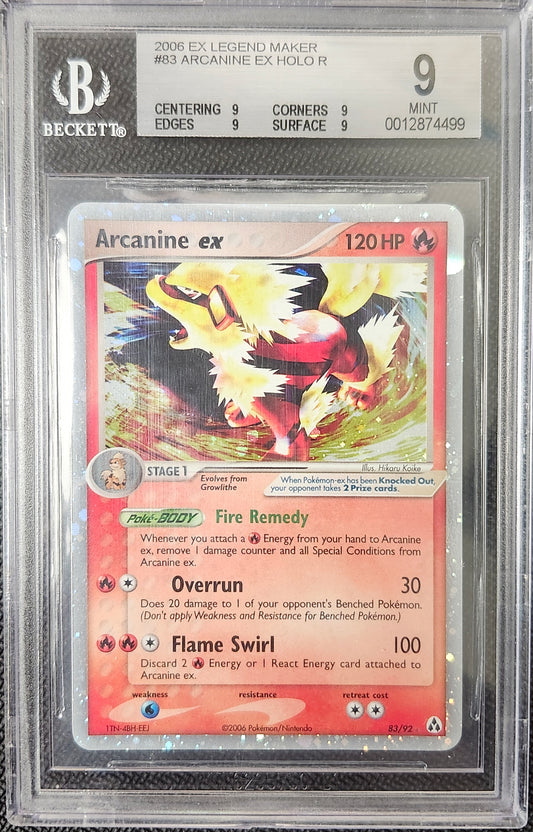 2006 EX LEGEND MAKER
#83 ARCANINE EX HOLO R
CENTERING 9 CORNERS 9
EDGES 9 SURFACE 9
9
MINT
0012874499
B
BECKETT®
Arcanine ex 120 HP
Illus. Hikaru Koike
STAGE 1
Evolves from
Growlithe
When Pokémon-ex has been Knocked Out,
your opponent takes 2 Prize cards.
Poké-BODY Fire Remedy
Whenever you attach a Energy from your hand to Arcanine
ex, remove 1 damage counter and all Special Conditions from
Arcanine ex.
Overrun 30
Does 20 damage to 1 of your opponent's Benched Pokémon.
(Don't apply Weakness and Resistance for Benched Pokémon.)
Flame Swirl 100
Discard 2 Energy or 1 React Energy card attached to
Arcanine ex.
weakness resistance retreat cost
1TN-4BH-EEJ ©2006 Pokémon/Nintendo 83/92